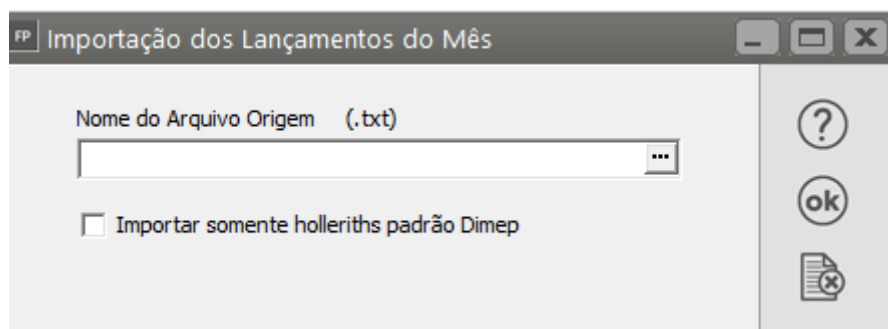 FP Importação dos Lançamentos do Mês
Nome do Arquivo Origem (.txt)
...
Importar somente holleriths padrão Dimep
?
ok